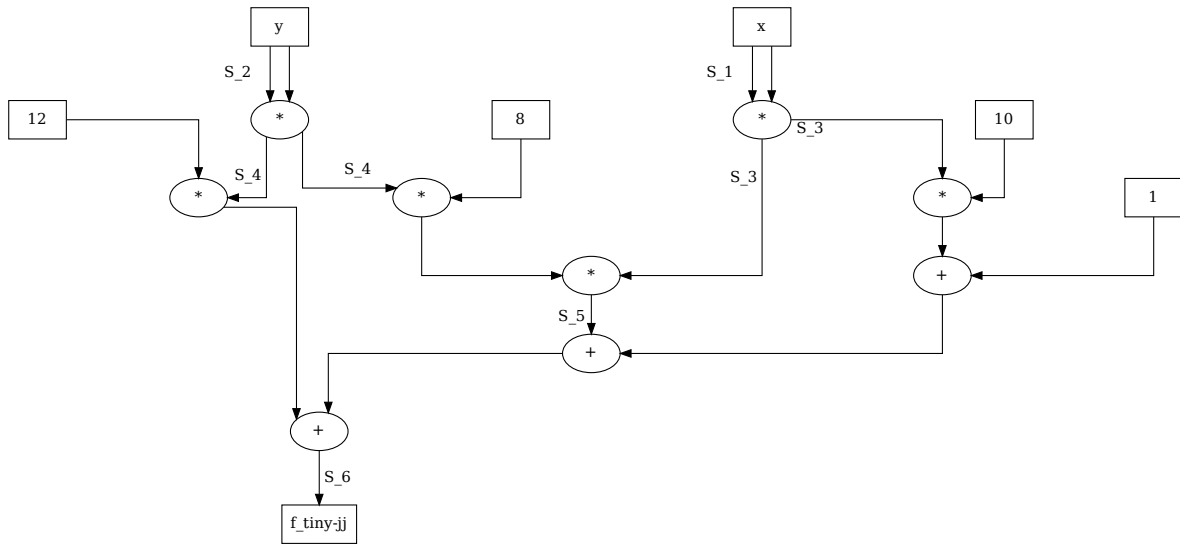 y
x
S_2
S_1
12
*
8
*
S_3
10
S_4
S_4
S_3
*
*
*
1
*
+
S_5
+
+
S_6
f_tiny-jj